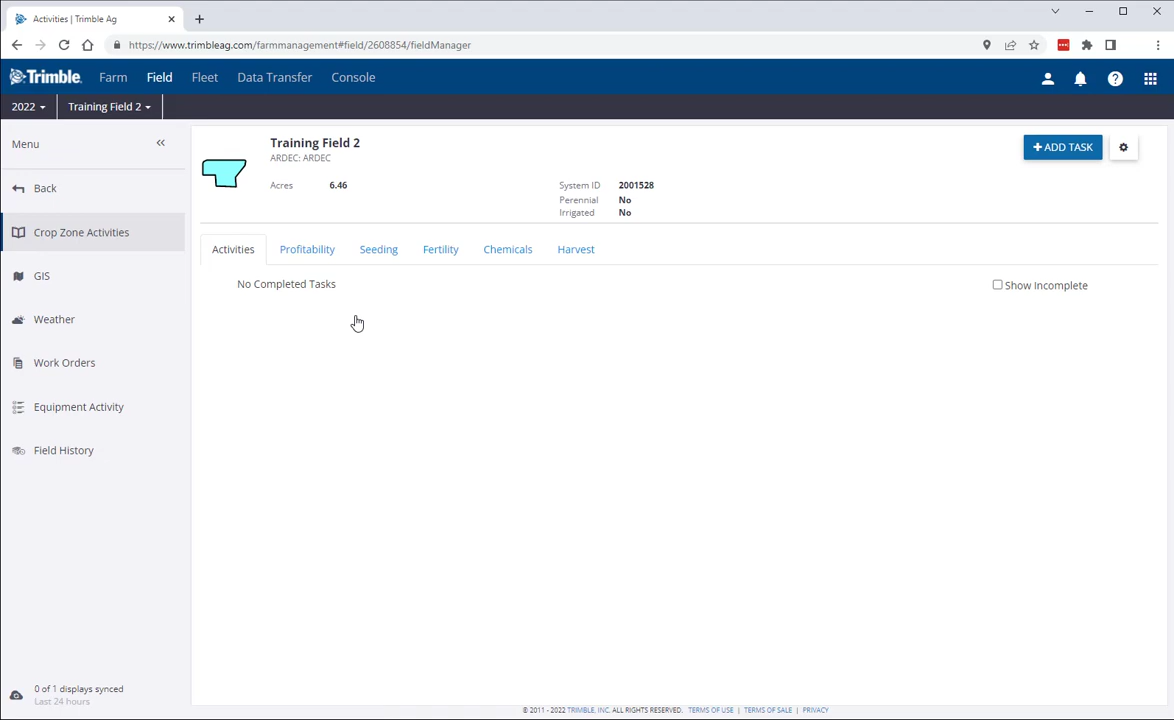 Activities | Trimble Ag
https://www.trimbleag.com/farmmanagement#field/2608854/fieldManager
Trimble. Farm Field Fleet Data Transfer Console
2022 Training Field 2
Menu
Back
Crop Zone Activities
GIS
Weather
Work Orders
Equipment Activity
Field History
0 of 1 displays synced
Last 24 hours
Training Field 2
ARDEC: ARDEC
+ ADD TASK
Acres 6.46
System ID 2001528
Perennial No
Irrigated No
Activities Profitability Seeding Fertility Chemicals Harvest
No Completed Tasks
Show Incomplete
© 2011 - 2022 TRIMBLE, INC. ALL RIGHTS RESERVED. TERMS OF USE | TERMS OF SALE | PRIVACY